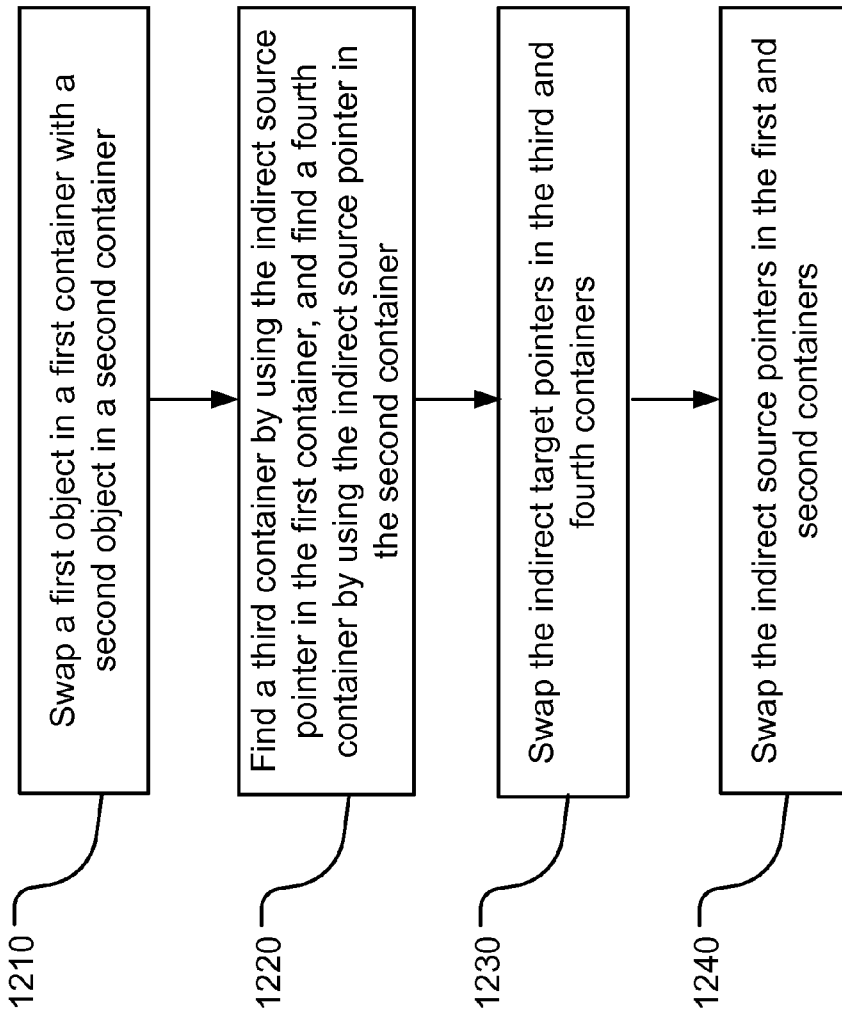 1210
Swap a first object in a first container with a
second object in a second container
1220
Find a third container by using the indirect source
pointer in the first container, and find a fourth
container by using the indirect source pointer in
the second container
1230
Swap the indirect target pointers in the third and
fourth containers
1240
Swap the indirect source pointers in the first and
second containers